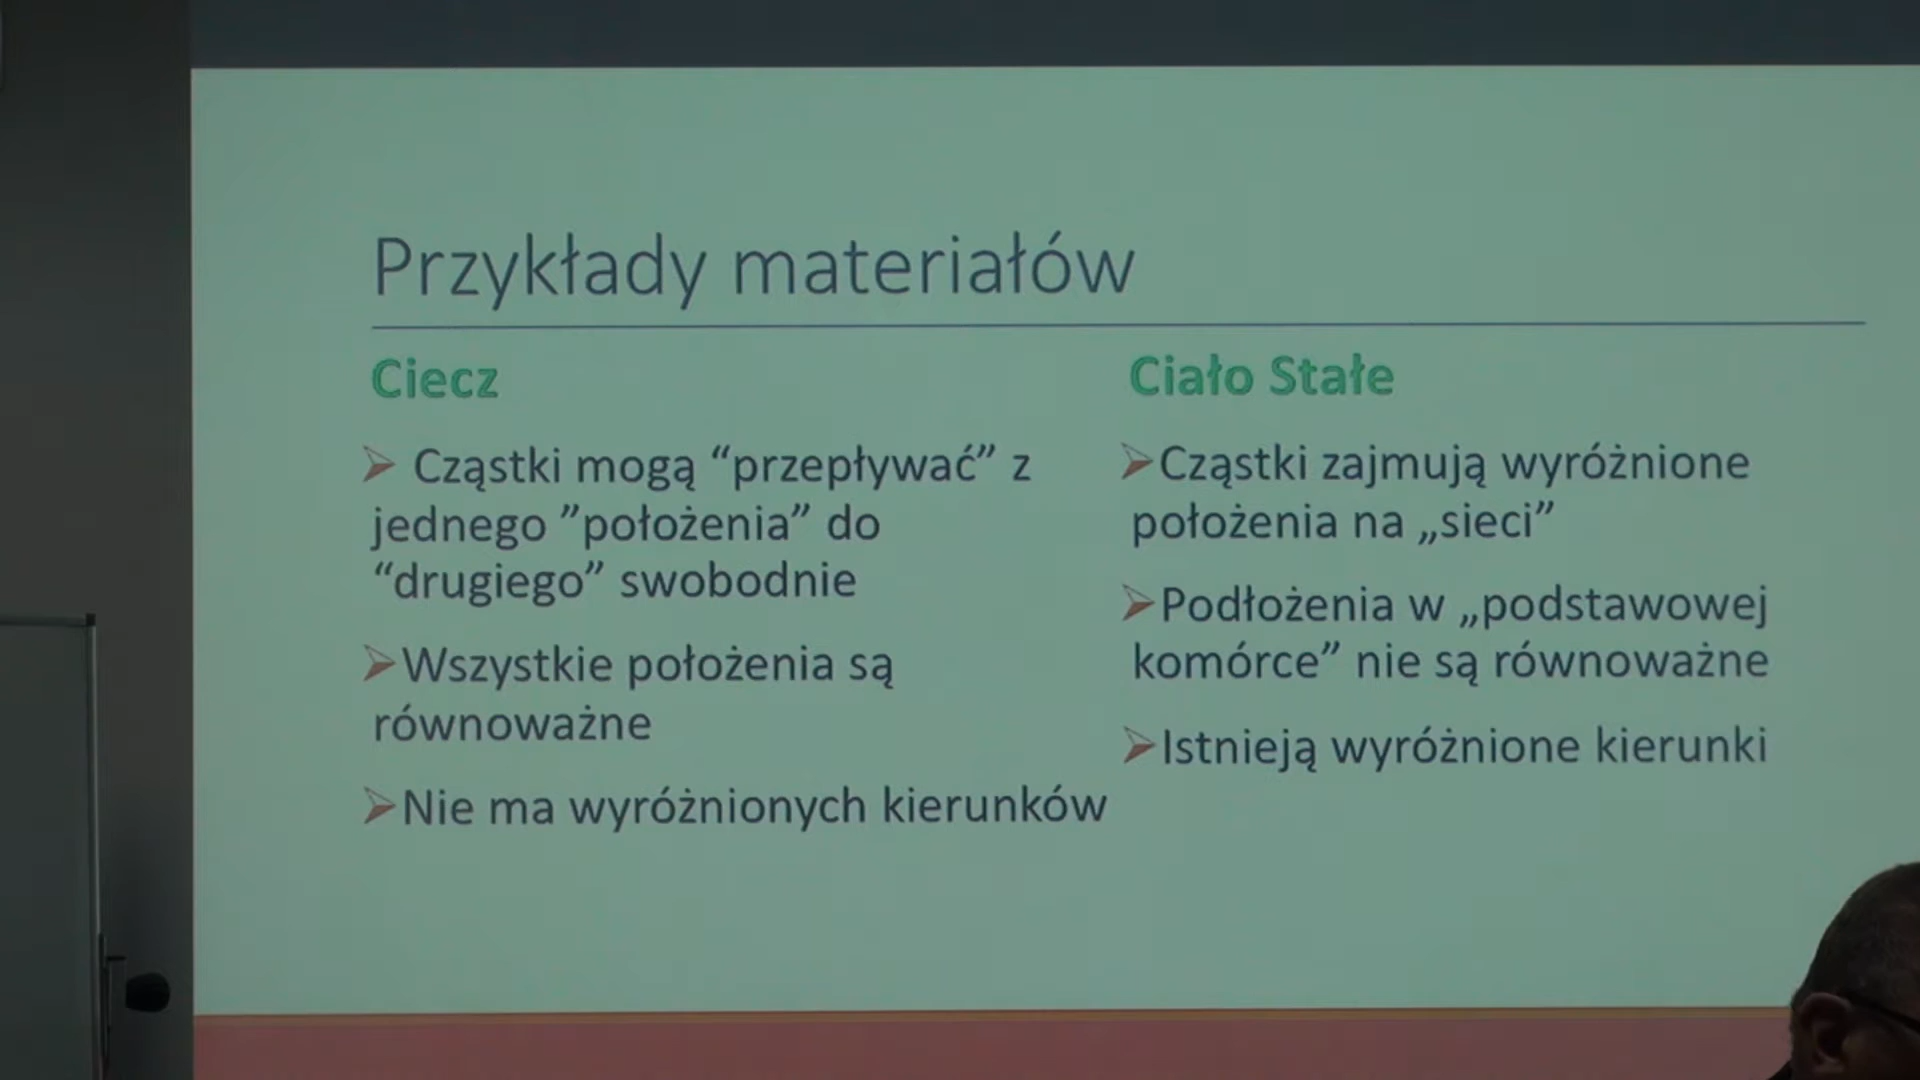 Przykłady materiałów
Ciecz
➢ Cząstki mogą “przepływać” z
jednego ”położenia” do
“drugiego” swobodnie
➢Wszystkie położenia są
równoważne
➢Nie ma wyróżnionych kierunków
Ciało Stałe
➢Cząstki zajmują wyróżnione
położenia na „sieci”
➢Podłożenia w „podstawowej
komórce” nie są równoważne
➢Istnieją wyróżnione kierunki